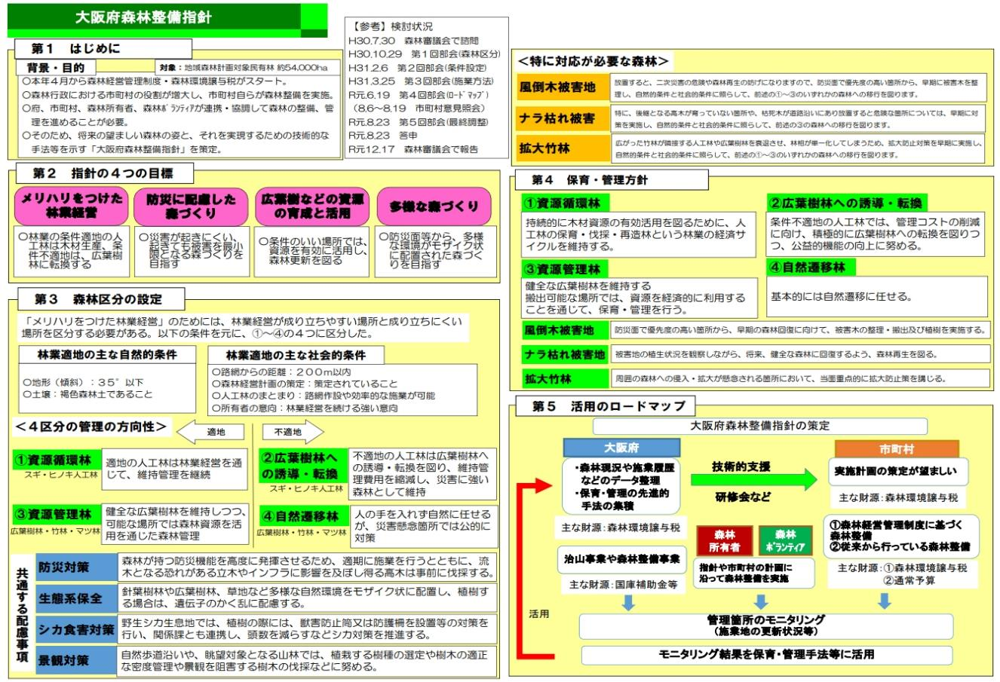 大阪府森林整備指針
第１　はじめに
背景・目的
対象：地域森林計画対象民有林 約54,000ha
○本年４月から森林経営管理制度・森林環境譲与税がスタート。
○森林行政における市町村の役割が増大し、市町村自らが森林整備を実施。
○府、市町村、森林所有者、森林ﾎﾞﾗﾝﾃｨｱが連携・協調して森林の整備、管
理を進めることが必要。
○そのため、将来の望ましい森林の姿と、それを実現するための技術的な
手法等を示す「大阪府森林整備指針」を策定。
【参考】検討状況
H30.7.30　森林審議会で諮問
H30.10.29　第１回部会(森林区分)
H31.2.6　第２回部会(条件設定)
H31.3.25　第３回部会(施業方法)
R元.6.19　第４回部会(ﾛｰﾄﾞﾏｯﾌﾟ)
（8.6～8.19　市町村意見照会）
R元.8.23　第５回部会(最終調整)
R元.8.23　答申
R元.12.17　森林審議会で報告
第２　指針の４つの目標
メリハリをつけた
林業経営
○林業の条件適地の人
工林は木材生産、条
件不適地は、広葉樹
林に転換する
防災に配慮した
森づくり
○災害が起きにくい、
起きても被害を最小
限となる森づくりを
目指す
広葉樹などの資源
の育成と活用
○条件のいい場所では、
資源を有効に活用し、
森林更新を図る
多様な森づくり
○防災面等から、多様
な環境がモザイク状
に配置された森づく
りを目指す
第３　森林区分の設定
「メリハリをつけた林業経営」のためには、林業経営が成り立ちやすい場所と成り立ちにくい
場所を区分する必要がある。以下の条件を元に、①～④の４つに区分した。
林業適地の主な自然的条件
○地形（傾斜）：３５°以下
○土壌：褐色森林土であること
林業適地の主な社会的条件
○路網からの距離：２００ｍ以内
○森林経営計画の策定：策定されていること
○人工林のまとまり：路網作設や効率的な施業が可能
○所有者の意向：林業経営を続ける強い意向
＜４区分の管理の方向性＞
適地
不適地
①資源循環林
スギ・ヒノキ人工林
適地の人工林は林業経営を通
じて、維持管理を継続
②広葉樹林へ
の誘導・転換
スギ・ヒノキ人工林
不適地の人工林は広葉樹林へ
の誘導・転換を図り、維持管
理費用を縮減し、災害に強い
森林として維持
③資源管理林
広葉樹林・竹林・マツ林
健全な広葉樹林を維持しつつ、
可能な場所では森林資源を活
用を通じた森林管理
④自然遷移林
広葉樹林・竹林・マツ林
人の手を入れず自然に任せる
が、災害懸念箇所では公的に
対策
共通する配慮事項
防災対策
森林が持つ防災機能を高度に発揮させるため、適期に施業を行うとともに、流
木となる恐れがある立木やインフラに影響を及ぼし得る高木は事前に伐採する。
生態系保全
針葉樹林や広葉樹林、草地など多様な自然環境をモザイク状に配置し、植樹す
る場合は、遺伝子のかく乱に配慮する。
シカ食害対策
野生シカ生息地では、植樹の際には、獣害防止筒又は防護柵を設置等の対策を
行い、関係課とも連携し、頭数を減らすなどシカ対策を推進する。
景観対策
自然歩道沿いや、眺望対象となる山林では、植栽する樹種の選定や樹木の適正
な密度管理や景観を阻害する樹木の伐採などに努める。
＜特に対応が必要な森林＞
風倒木被害地
放置すると、二次災害の危険や森林再生の妨げになりますので、防災面で優先度の高い箇所から、早期に被害木を整
理し、自然的条件と社会的条件に照らして、前述の①～③のいずれかの森林への移行を図ります。
ナラ枯れ被害
特に、後継となる高木が育っていない箇所や、枯死木が道路沿いにあり放置すると危険な箇所については、早期に対
策を実施し、自然的条件と社会的条件に照らして、前述の③の森林への移行を図ります。
拡大竹林
広がった竹林が隣接する人工林や広葉樹林を衰退させ、林相が単一化してしまうため、拡大防止対策を早期に実施し、
自然的条件と社会的条件に照らして、前述の①～③のいずれかの森林への移行を図ります。
第４　保育・管理方針
①資源循環林
持続的に木材資源の有効活用を図るために、人
工林の保育・伐採・再造林という林業の経済サ
イクルを維持する。
②広葉樹林への誘導・転換
条件不適地の人工林では、管理コストの削減
に向け、積極的に広葉樹林への転換を図りつ
つ、公益的機能の向上に努める。
③資源管理林
健全な広葉樹林を維持する
搬出可能な場所では、資源を経済的に利用する
ことを通じて、保育・管理を行う。
④自然遷移林
基本的には自然遷移に任せる。
風倒木被害地
防災面で優先度の高い箇所から、早期の森林回復に向けて、被害木の整理・搬出及び植樹を実施する。
ナラ枯れ被害地
被害地の植生状況を観察しながら、将来、健全な森林に回復するよう、森林再生を図る。
拡大竹林
周囲の森林への侵入・拡大が懸念される箇所において、当面重点的に拡大防止策を講じる。
第５　活用のロードマップ
大阪府森林整備指針の策定
大阪府
・森林現況や施業履歴
などのデータ整理
・保育・管理の先進的
手法の集積
主な財源：森林環境譲与税
治山事業や森林整備事業
主な財源：国庫補助金等
技術的支援
研修会など
森林
所有者
森林
ﾎﾞﾗﾝﾃｨｱ
指針や市町村の計画に
沿って森林整備を実施
市町村
実施計画の策定が望ましい
主な財源：森林環境譲与税
①森林経営管理制度に基づく
森林整備
②従来から行っている森林整備
主な財源：①森林環境譲与税
②通常予算
活用
管理箇所のモニタリング
（施業地の更新状況等）
モニタリング結果を保育・管理手法等に活用